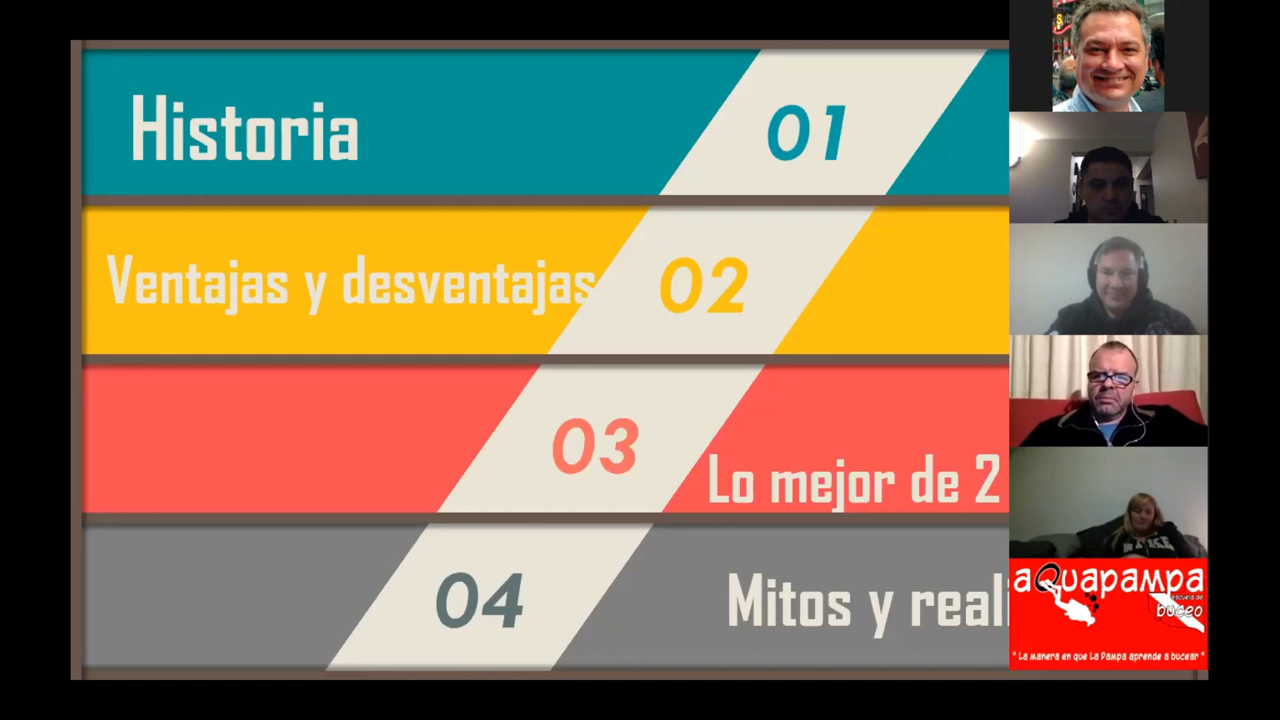 Historia
01
Ventajas y desventajas
02
03
Lo mejor de 2
04
Mitos y reali
aquapampa
escuela de
buceo
" La manera en que La Pampa aprende a bucear "